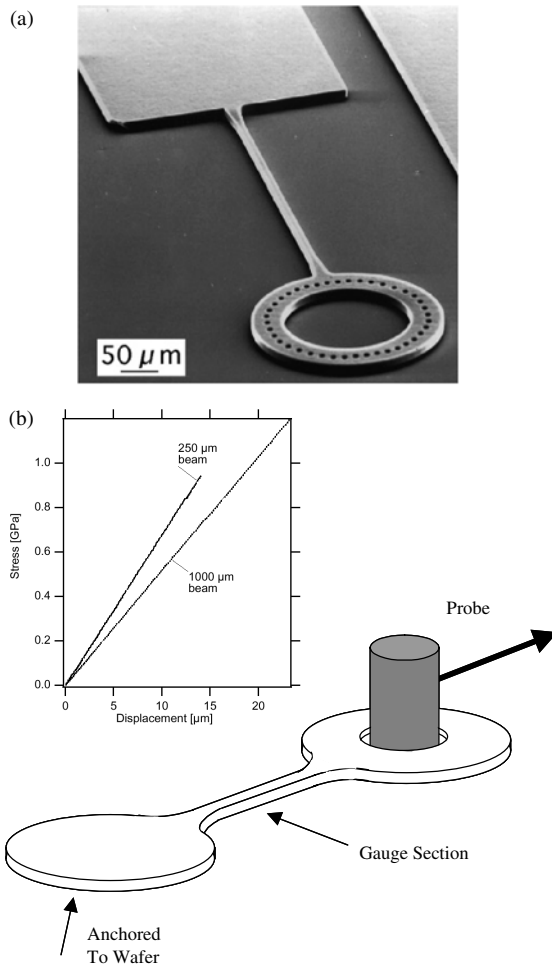 (a)
50 μm
(b)
250 μm
beam
1.0
0.8
Stress [GPa]
0.6
1000 μm
beam
0.4
0.2
0.0
0
5
10
15
20
Displacement [μm]
Probe
Gauge Section
Anchored
To Wafer